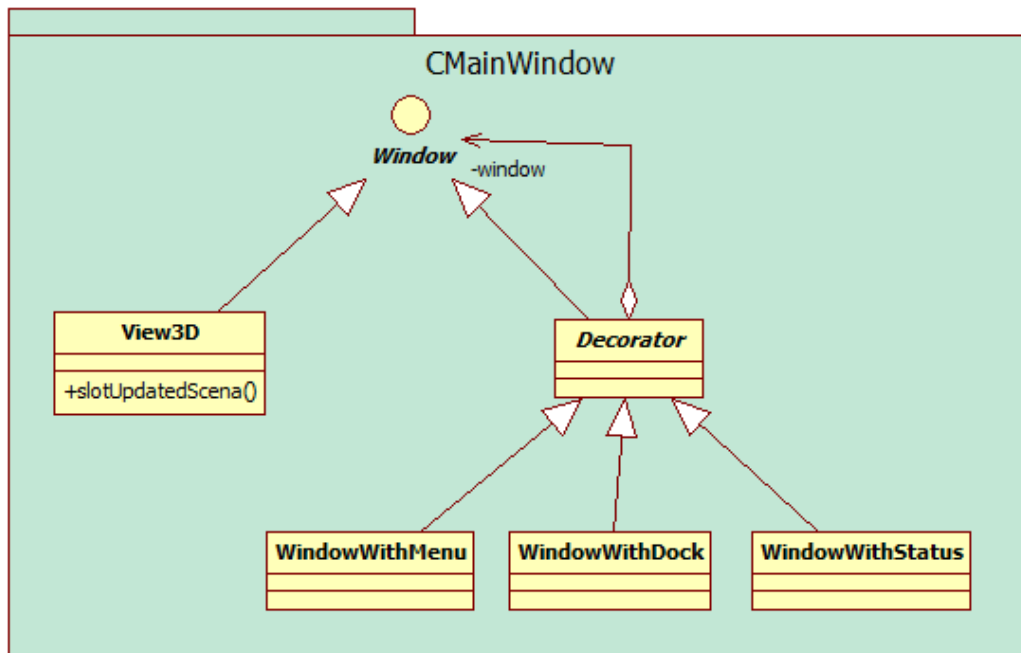 CMainWindow
Window
-window
View3D
+slotUpdatedScena()
Decorator
WindowWithMenu
WindowWithDock
WindowWithStatus